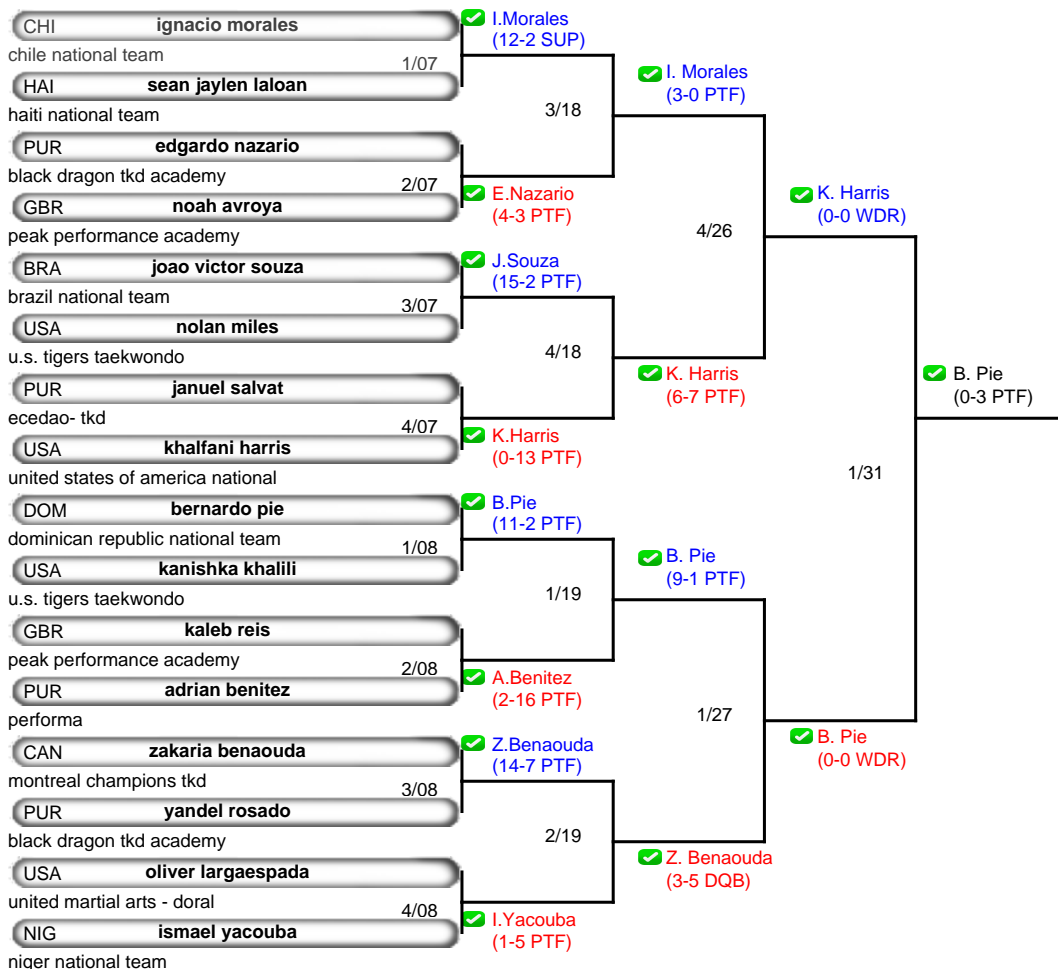 CHI ignacio morales
chile national team
1/07
HAI sean jaylen laloan
haiti national team
PUR edgardo nazario
black dragon tkd academy
2/07
GBR noah avroya
peak performance academy
BRA joao victor souza
brazil national team
3/07
USA nolan miles
u.s. tigers taekwondo
PUR januel salvat
ecedao- tkd
4/07
USA khalfani harris
united states of america national
DOM bernardo pie
dominican republic national team
1/08
USA kanishka khalili
u.s. tigers taekwondo
GBR kaleb reis
peak performance academy
2/08
PUR adrian benitez
performa
CAN zakaria benaouda
montreal champions tkd
3/08
PUR yandel rosado
black dragon tkd academy
USA oliver largaespada
united martial arts - doral
4/08
NIG ismael yacouba
niger national team
I.Morales
(12-2 SUP)
3/18
E.Nazario
(4-3 PTF)
J.Souza
(15-2 PTF)
4/18
K.Harris
(0-13 PTF)
B.Pie
(11-2 PTF)
1/19
A.Benitez
(2-16 PTF)
Z.Benaouda
(14-7 PTF)
2/19
I.Yacouba
(1-5 PTF)
I. Morales
(3-0 PTF)
4/26
K. Harris
(6-7 PTF)
B. Pie
(9-1 PTF)
1/27
Z. Benaouda
(3-5 DQB)
K. Harris
(0-0 WDR)
1/31
B. Pie
(0-0 WDR)
B. Pie
(0-3 PTF)